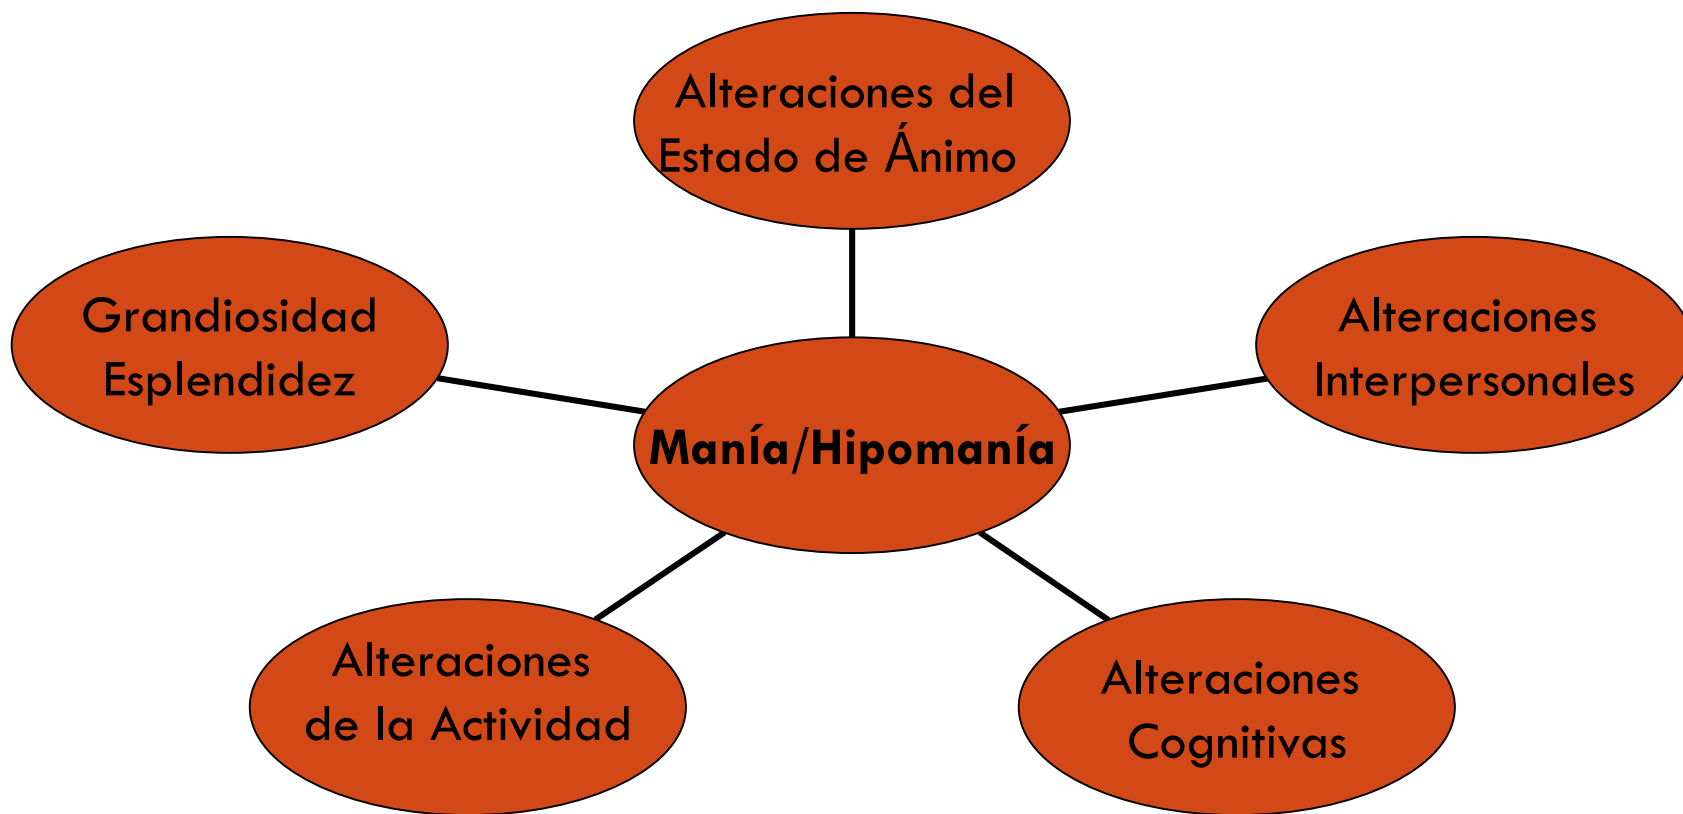 Alteraciones del
Estado de Ánimo
Grandiosidad
Esplendidez
Alteraciones
Interpersonales
Manía/Hipomanía
Alteraciones
de la Actividad
Alteraciones
Cognitivas